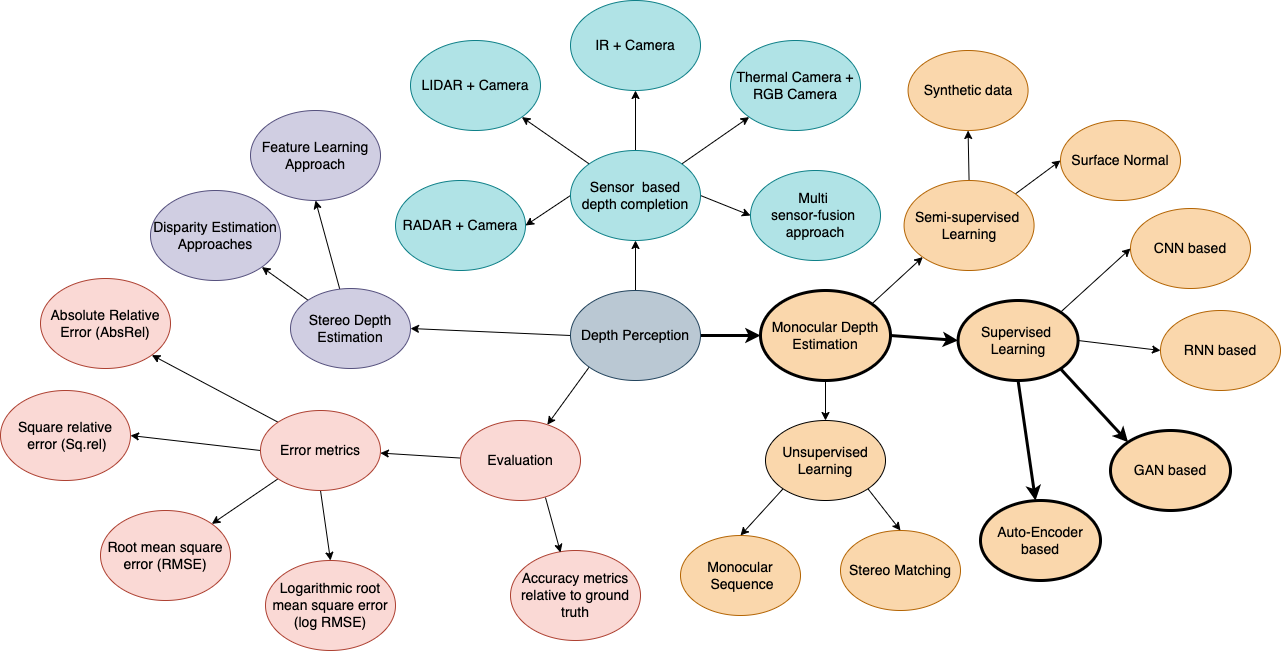 IR + Camera
LIDAR + Camera
Thermal Camera +
RGB Camera
Synthetic data
Feature Learning
Approach
Surface Normal
Sensor  based
depth completion
RADAR + Camera
Multi
sensor-fusion
approach
Semi-supervised
Learning
Disparity Estimation
Approaches
CNN based
Absolute Relative
Error (AbsRel)
Stereo Depth
Estimation
Depth Perception
Monocular Depth
Estimation
Supervised
Learning
RNN based
Square relative
error (Sq.rel)
Error metrics
Evaluation
Unsupervised
Learning
GAN based
Root mean square
error (RMSE)
Logarithmic root
mean square error
(log RMSE)
Accuracy metrics
relative to ground
truth
Monocular
Sequence
Stereo Matching
Auto-Encoder
based